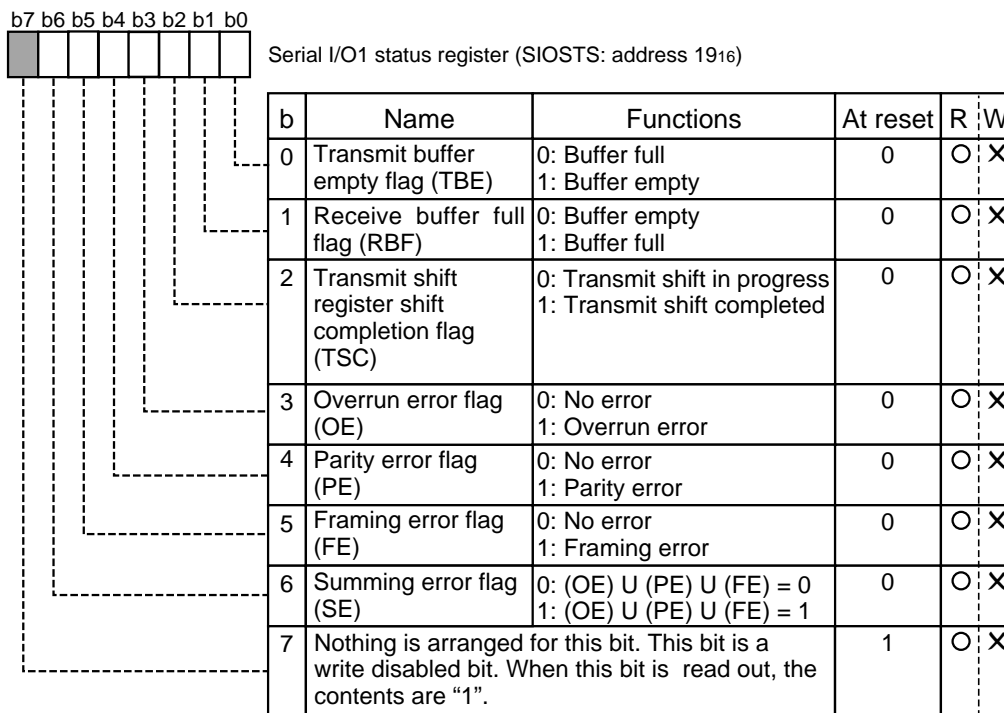 b7 b6 b5 b4 b3 b2 b1 b0
Serial I/O1 status register (SIOSTS: address 19₁₆)
b Name Functions At reset R W
0 Transmit buffer 0: Buffer full 0 O X
empty flag (TBE) 1: Buffer empty
1 Receive buffer full 0: Buffer empty 0 O X
flag (RBF) 1: Buffer full
2 Transmit shift 0: Transmit shift in progress 0 O X
register shift 1: Transmit shift completed
completion flag
(TSC)
3 Overrun error flag 0: No error 0 O X
(OE) 1: Overrun error
4 Parity error flag 0: No error 0 O X
(PE) 1: Parity error
5 Framing error flag 0: No error 0 O X
(FE) 1: Framing error
6 Summing error flag 0: (OE) U (PE) U (FE) = 0 0 O X
(SE) 1: (OE) U (PE) U (FE) = 1
7 Nothing is arranged for this bit. This bit is a 1 O X
write disabled bit. When this bit is read out, the
contents are “1”.